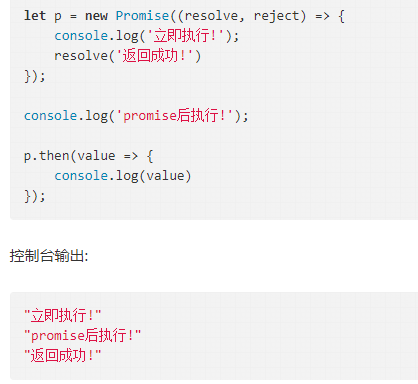 let p = new Promise((resolve, reject) => {
    console.log('立即执行!');
    resolve('返回成功!')
});
console.log('promise后执行!');
p.then(value => {
    console.log(value)
});
控制台输出:
"立即执行!"
"promise后执行!"
"返回成功!"